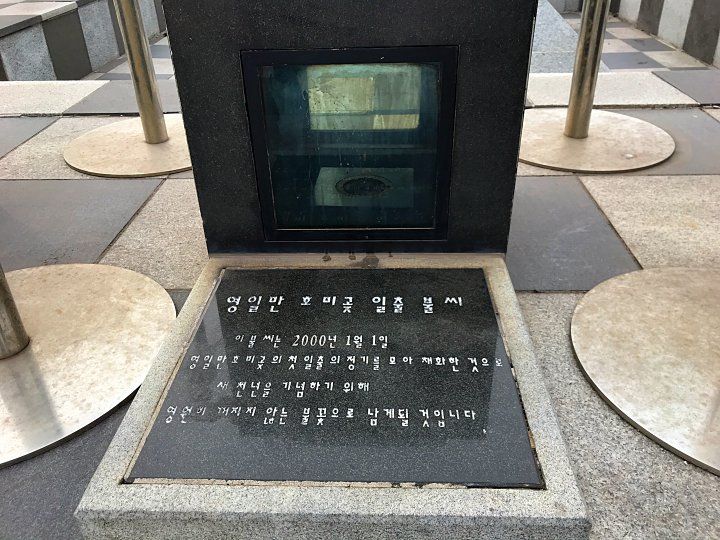 영일만 호미곶 일출 불씨
이 불씨는 2000년 1월 1일
영일만 호미곶의 첫 일출의 정기를 모아 채화한 것으로
새 천년을 기념하기 위해
영원히 꺼지지 않는 불꽃으로 남게될 것입니다.